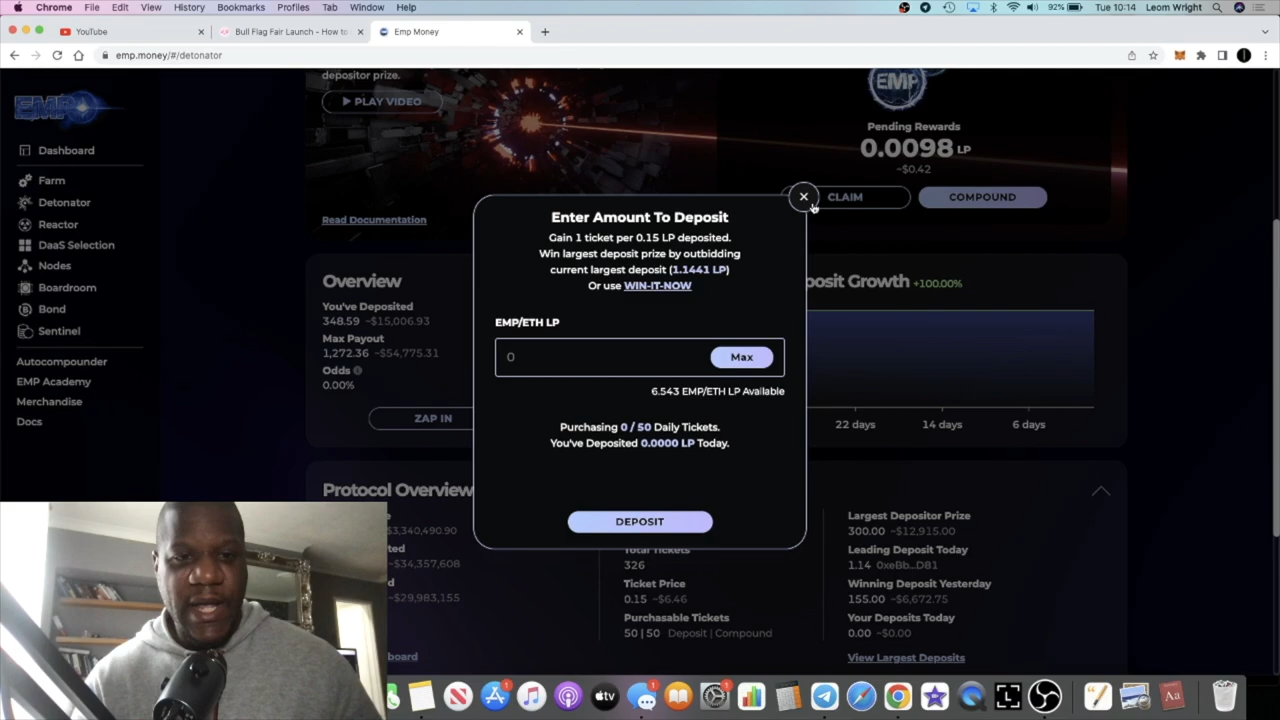 Chrome File Edit View History Bookmarks Profiles Tab Window Help
92% Tue 10:14 Leom Wright
YouTube
Bull Flag Fair Launch - How to
Emp Money
emp.money/#/detonator
EMP
Dashboard
Farm
Detonator
Reactor
DaaS Selection
Nodes
Boardroom
Bond
Sentinel
Autocompounder
EMP Academy
Merchandise
Docs
depositor prize.
PLAY VIDEO
Read Documentation
EMP
Pending Rewards
0.0098 LP
~$0.42
CLAIM
COMPOUND
Enter Amount To Deposit
Gain 1 ticket per 0.15 LP deposited.
Win largest deposit prize by outbidding
current largest deposit (1.1441 LP)
Or use WIN-IT-NOW
EMP/ETH LP
0
Max
6.543 EMP/ETH LP Available
Purchasing 0 / 50 Daily Tickets.
You've Deposited 0.0000 LP Today.
DEPOSIT
Overview
You've Deposited
348.59 ~$15,006.93
Max Payout
1,272.36 ~$54,775.31
Odds
0.00%
ZAP IN
posit Growth +100.00%
22 days
14 days
6 days
Protocol Overview
$3,340,490.90
~$34,357,608
~$29,983,155
Total Tickets
326
Ticket Price
0.15 ~$6.46
Purchasable Tickets
50 | 50 Deposit | Compound
Largest Depositor Prize
300.00 ~$12,915.00
Leading Deposit Today
1.14 0xeBb...D81
Winning Deposit Yesterday
155.00 ~$6,672.75
Your Deposits Today
0.00 ~$0.00
View Largest Deposits
tv
Aa